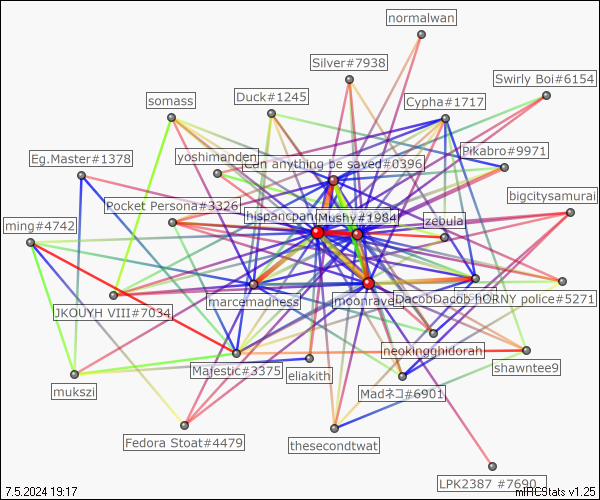 normalwan
Silver#7938
Swirly Boi#6154
Duck#1245
somass
Cypha#1717
yoshimanden
Pikabro#9971
Eg.Master#1378
Can anything be saved#0396
bigcitysamurai
Pocket Persona#3326
Mushy#1984
zebula
ming#4742
marcemadness
DacobDacob
hORNY police#5271
JKOUYH VIII#7034
neokingghidorah
Majestic#3375
eliakith
shawntee9
mukszi
Madネコ#6901
Fedora Stoat#4479
thesecondtwat
LPK2387 #7690
7.5.2024 19:17
mIRCStats v1.25